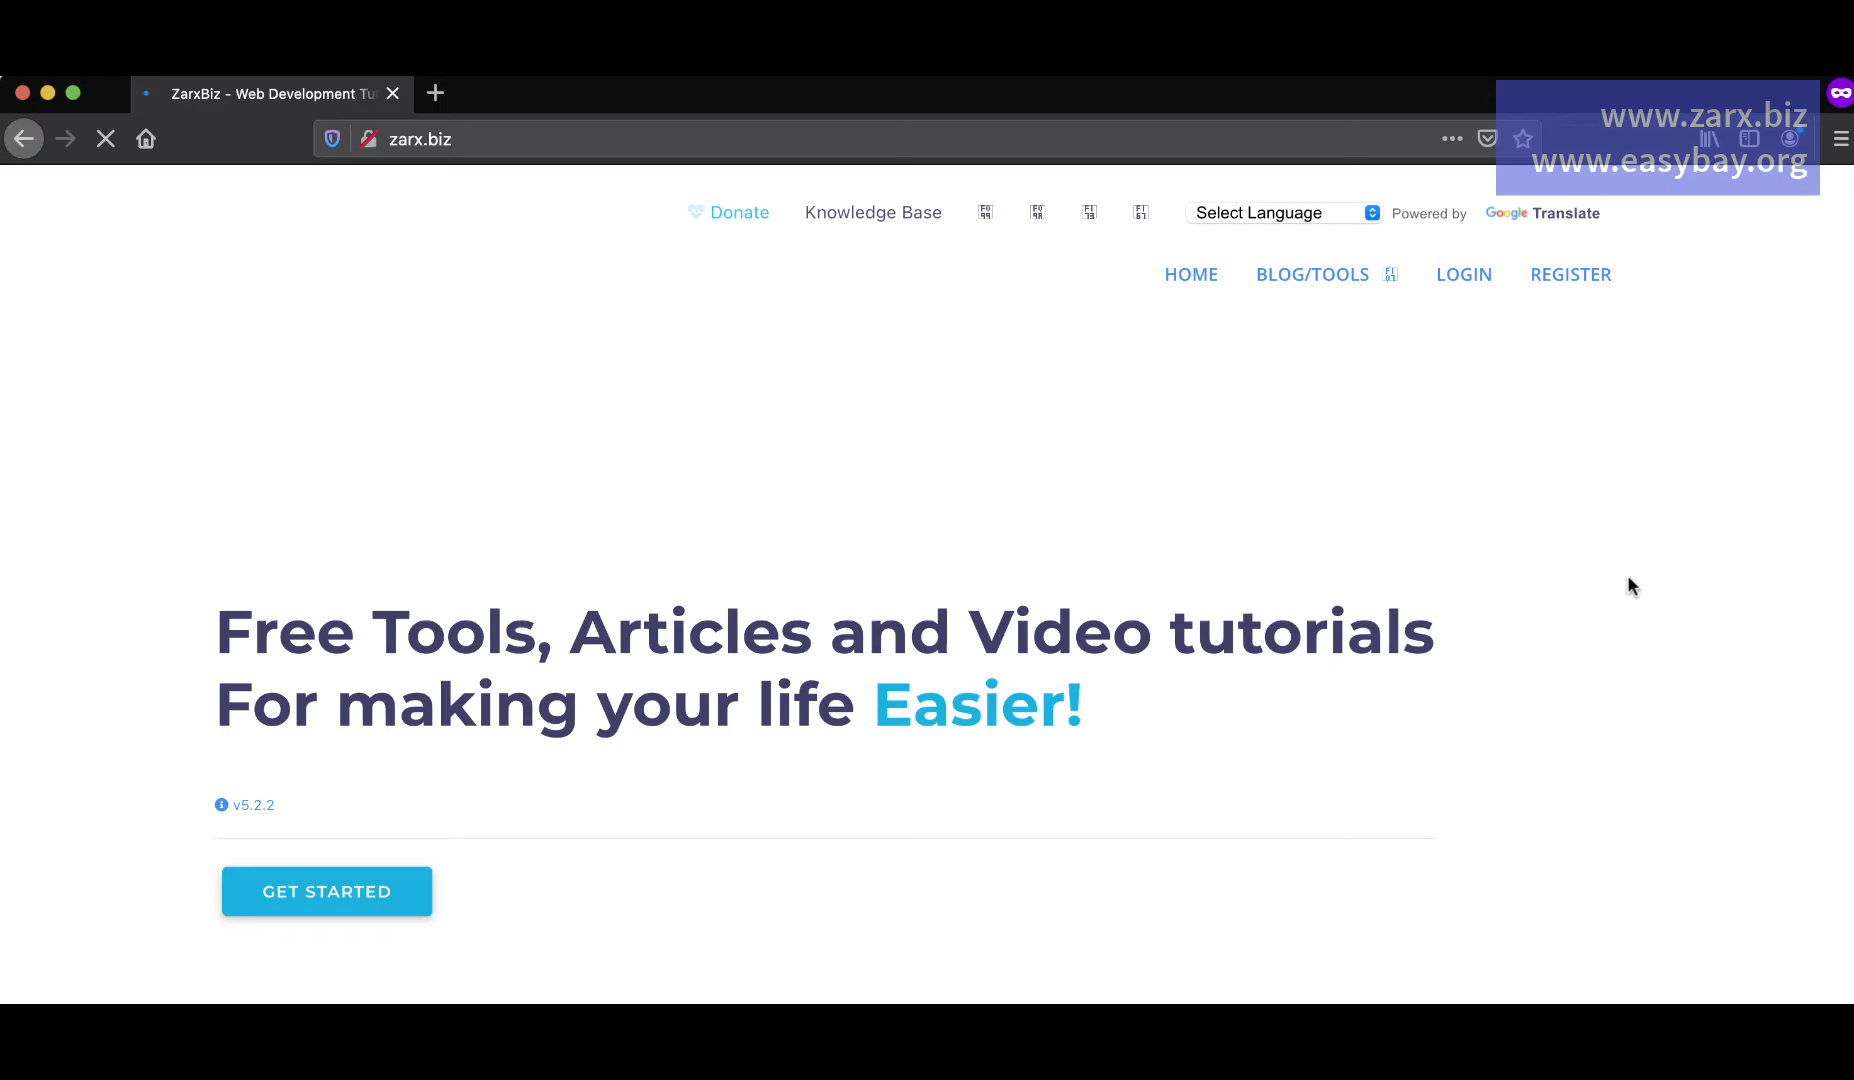 ZarxBiz - Web Development Tu
zarx.biz
www.zarx.biz
www.easybay.org
Donate Knowledge Base Select Language Powered by Google Translate
HOME BLOG/TOOLS LOGIN REGISTER
Free Tools, Articles and Video tutorials
For making your life Easier!
v5.2.2
GET STARTED